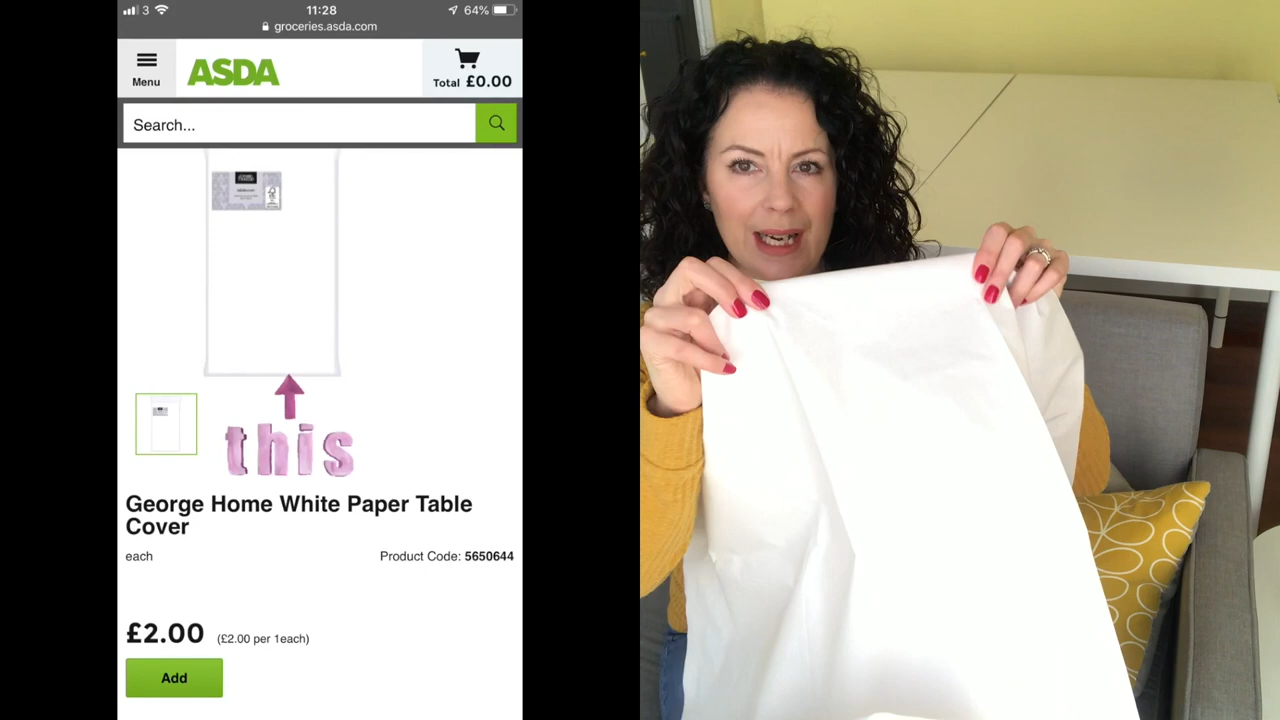 3 11:28 64%
groceries.asda.com
Menu
ASDA
Total £0.00
Search...
this
George Home White Paper Table
Cover
each
Product Code: 5650644
£2.00 (£2.00 per 1each)
Add